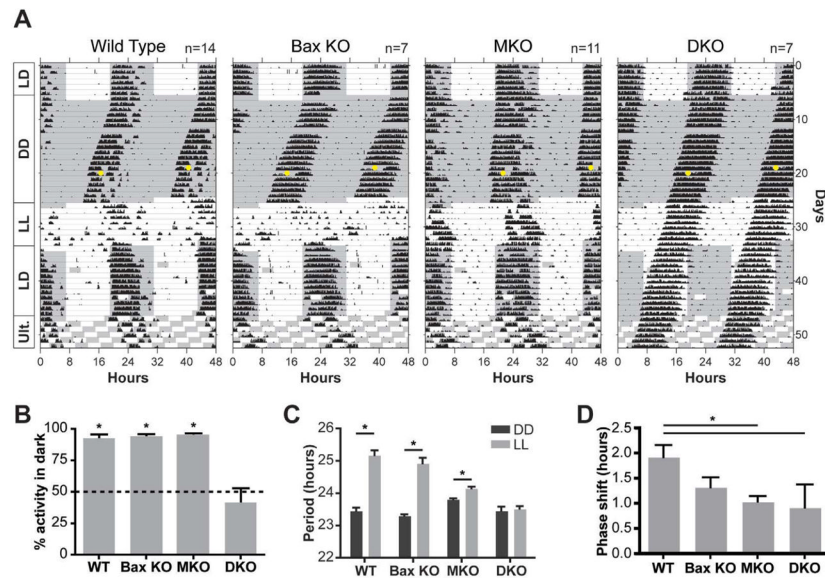 A
Wild Type n=14
Bax KO n=7
MKO n=11
DKO n=7
LD
DD
LL
LD
Ult.
0
10
20
30
40
50
Days
0 8 16 24 32 40 48
0 8 16 24 32 40 48
0 8 16 24 32 40 48
0 8 16 24 32 40 48
Hours
Hours
Hours
Hours
B
% activity in dark
100
75
50
25
0
* * *
WT Bax KO MKO DKO
C
Period (hours)
26
25
24
23
22
* * *
DD
LL
WT Bax KO MKO DKO
D
Phase shift (hours)
2.5
2.0
1.5
1.0
0.5
0.0
*
WT Bax KO MKO DKO